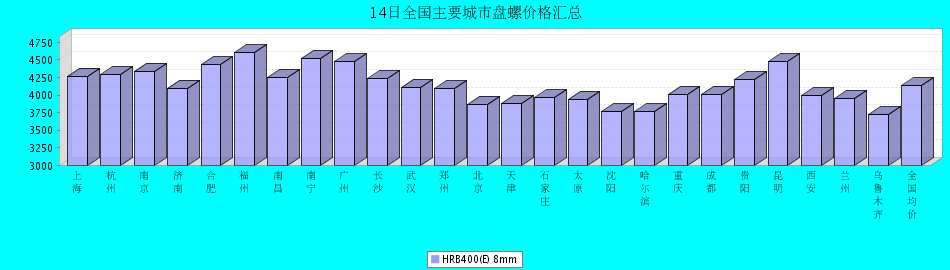 14日全国主要城市盘螺价格汇总
4750
4500
4250
4000
3750
3500
3250
3000
上海
杭州
南京
济南
合肥
福州
南昌
南宁
广州
长沙
武汉
郑州
北京
天津
石家庄
太原
沈阳
哈尔滨
重庆
成都
贵阳
昆明
西安
兰州
乌鲁木齐
全国均价
HRB400(E) 8mm